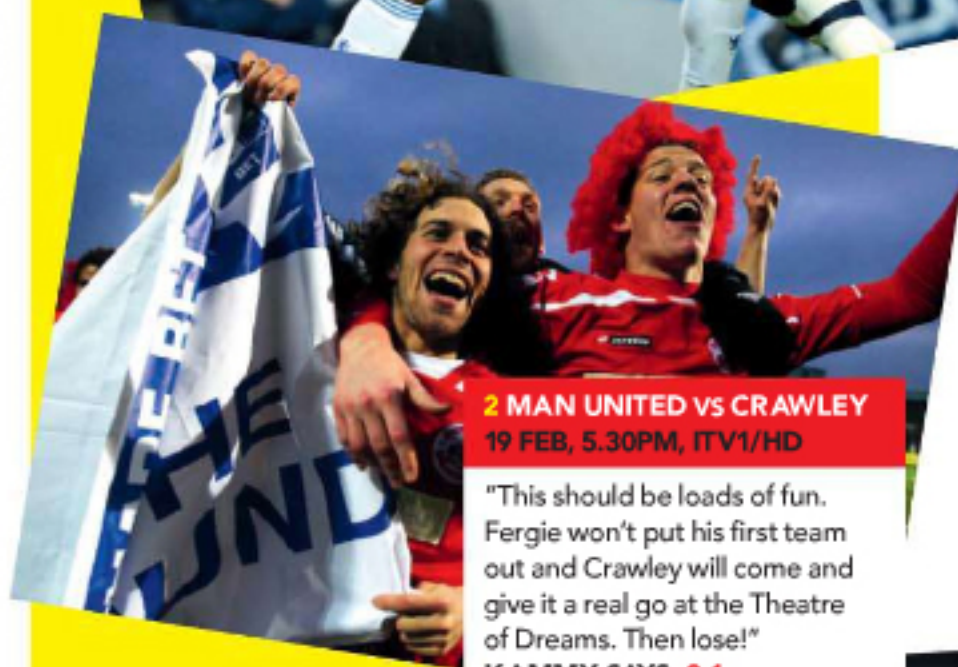 BET
THE
2 MAN UNITED VS CRAWLEY
19 FEB, 5.30PM, ITV1/HD
"This should be loads of fun.
Fergie won't put his first team
out and Crawley will come and
give it a real go at the Theatre
of Dreams. Then lose!"